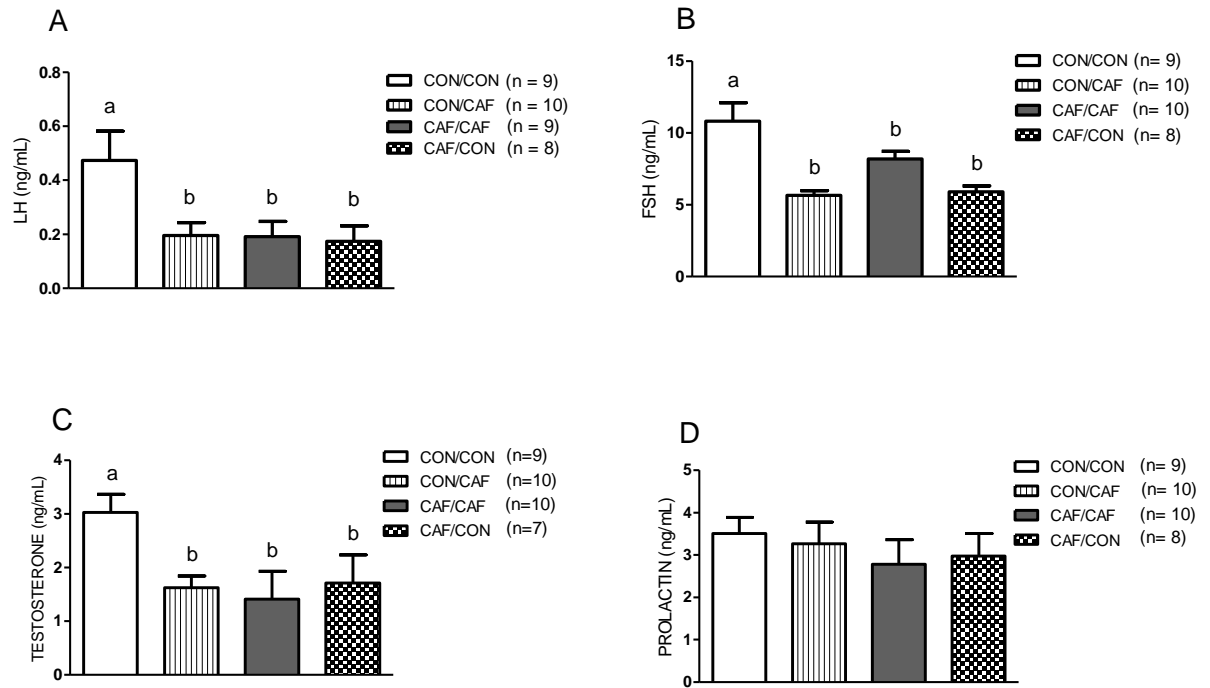 A
LH (ng/mL)
0.8
0.6
0.4
0.2
0.0
a
b
b
b
CON/CON (n = 9)
CON/CAF (n = 10)
CAF/CAF (n = 9)
CAF/CON (n = 8)
B
FSH (ng/mL)
15
10
5
0
a
b
b
b
CON/CON (n= 9)
CON/CAF (n= 10)
CAF/CAF (n= 10)
CAF/CON (n= 8)
C
TESTOSTERONE (ng/mL)
4
3
2
1
0
a
b
b
b
CON/CON (n=9)
CON/CAF (n=10)
CAF/CAF (n=10)
CAF/CON (n=7)
D
PROLACTIN (ng/mL)
5
4
3
2
1
0
CON/CON (n= 9)
CON/CAF (n= 10)
CAF/CAF (n= 10)
CAF/CON (n= 8)